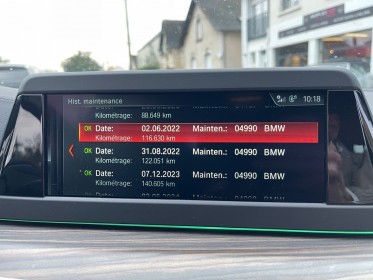 Hist. maintenance
10:18
Kilométrage: 88.649 km
OK Date: 02.06.2022 Mainten.: 04990 BMW
Kilométrage: 116.630 km
OK Date: 31.08.2022 Mainten.: 04990 BMW
Kilométrage: 122.051 km
OK Date: 07.12.2023 Mainten.: 04990 BMW
Kilométrage: 140.605 km